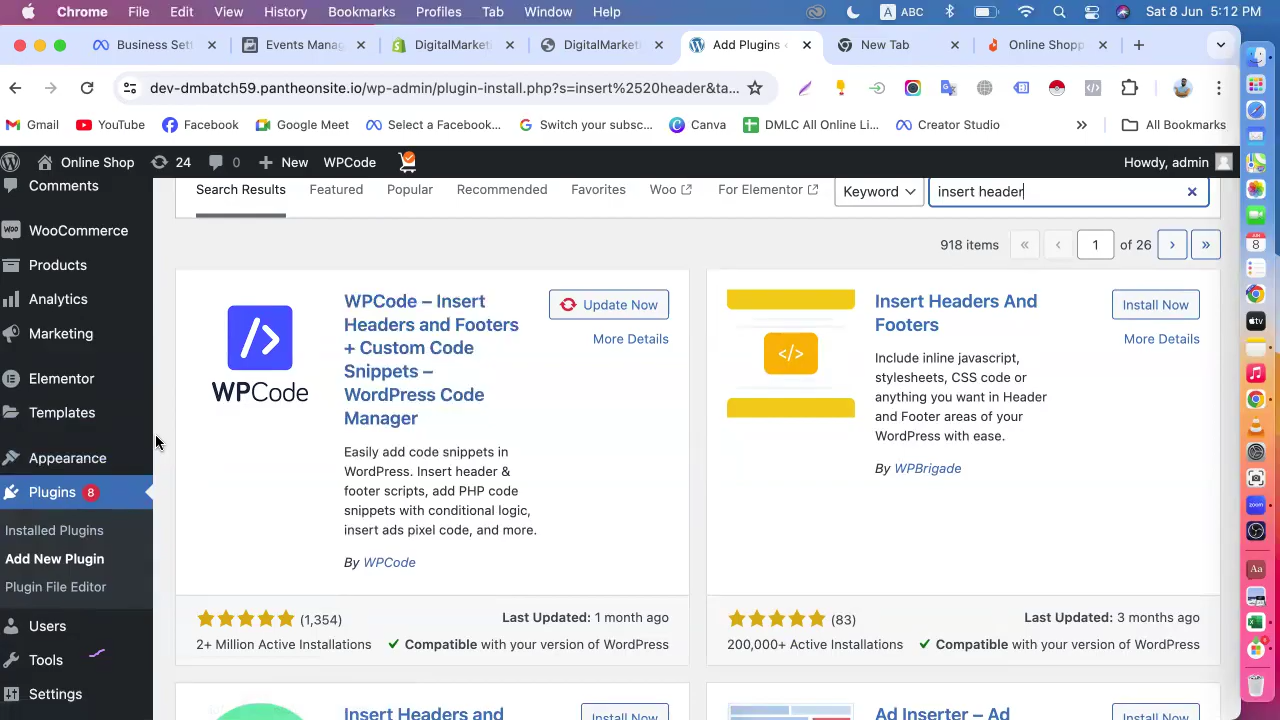 Chrome File Edit View History Bookmarks Profiles Tab Window Help A ABC Sat 8 Jun 5:12 PM
Business Sett Events Manag DigitalMarketi DigitalMarketi Add Plugins New Tab Online Shopp
dev-dmbatch59.pantheonsite.io/wp-admin/plugin-install.php?s=insert%2520header&ta...
Gmail YouTube Facebook Google Meet Select a Facebook... Switch your subsc... Canva DMLC All Online Li... Creator Studio » All Bookmarks
Online Shop 24 0 New WPCode Howdy, admin
Comments
WooCommerce
Products
Analytics
Marketing
Elementor
Templates
Appearance
Plugins 8
Installed Plugins
Add New Plugin
Plugin File Editor
Users
Tools
Settings
Search Results Featured Popular Recommended Favorites Woo For Elementor Keyword insert header
918 items « ‹ 1 of 26 › »
WPCode – Insert
Headers and Footers
+ Custom Code
Snippets –
WordPress Code
Manager
Update Now
More Details
WPCode
Easily add code snippets in
WordPress. Insert header &
footer scripts, add PHP code
snippets with conditional logic,
insert ads pixel code, and more.
By WPCode
(1,354)
Last Updated: 1 month ago
2+ Million Active Installations
Compatible with your version of WordPress
Insert Headers And
Footers
Install Now
More Details
</>
Include inline javascript,
stylesheets, CSS code or
anything you want in Header
and Footer areas of your
WordPress with ease.
By WPBrigade
(83)
Last Updated: 3 months ago
200,000+ Active Installations
Compatible with your version of WordPress
Insert Headers and
Install Now
Ad Inserter – Ad
Install Now